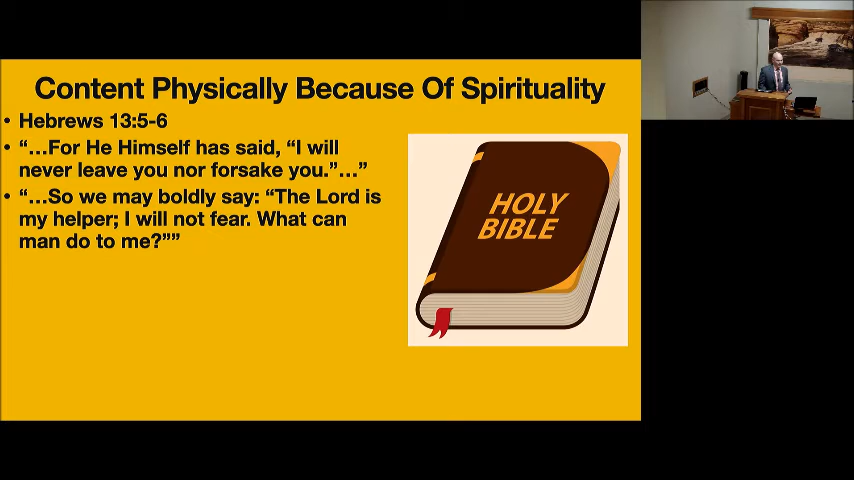 Content Physically Because Of Spirituality
• Hebrews 13:5-6
• “...For He Himself has said, “I will
never leave you nor forsake you.”...”
• “...So we may boldly say: “The Lord is
my helper; I will not fear. What can
man do to me?””
HOLY
BIBLE